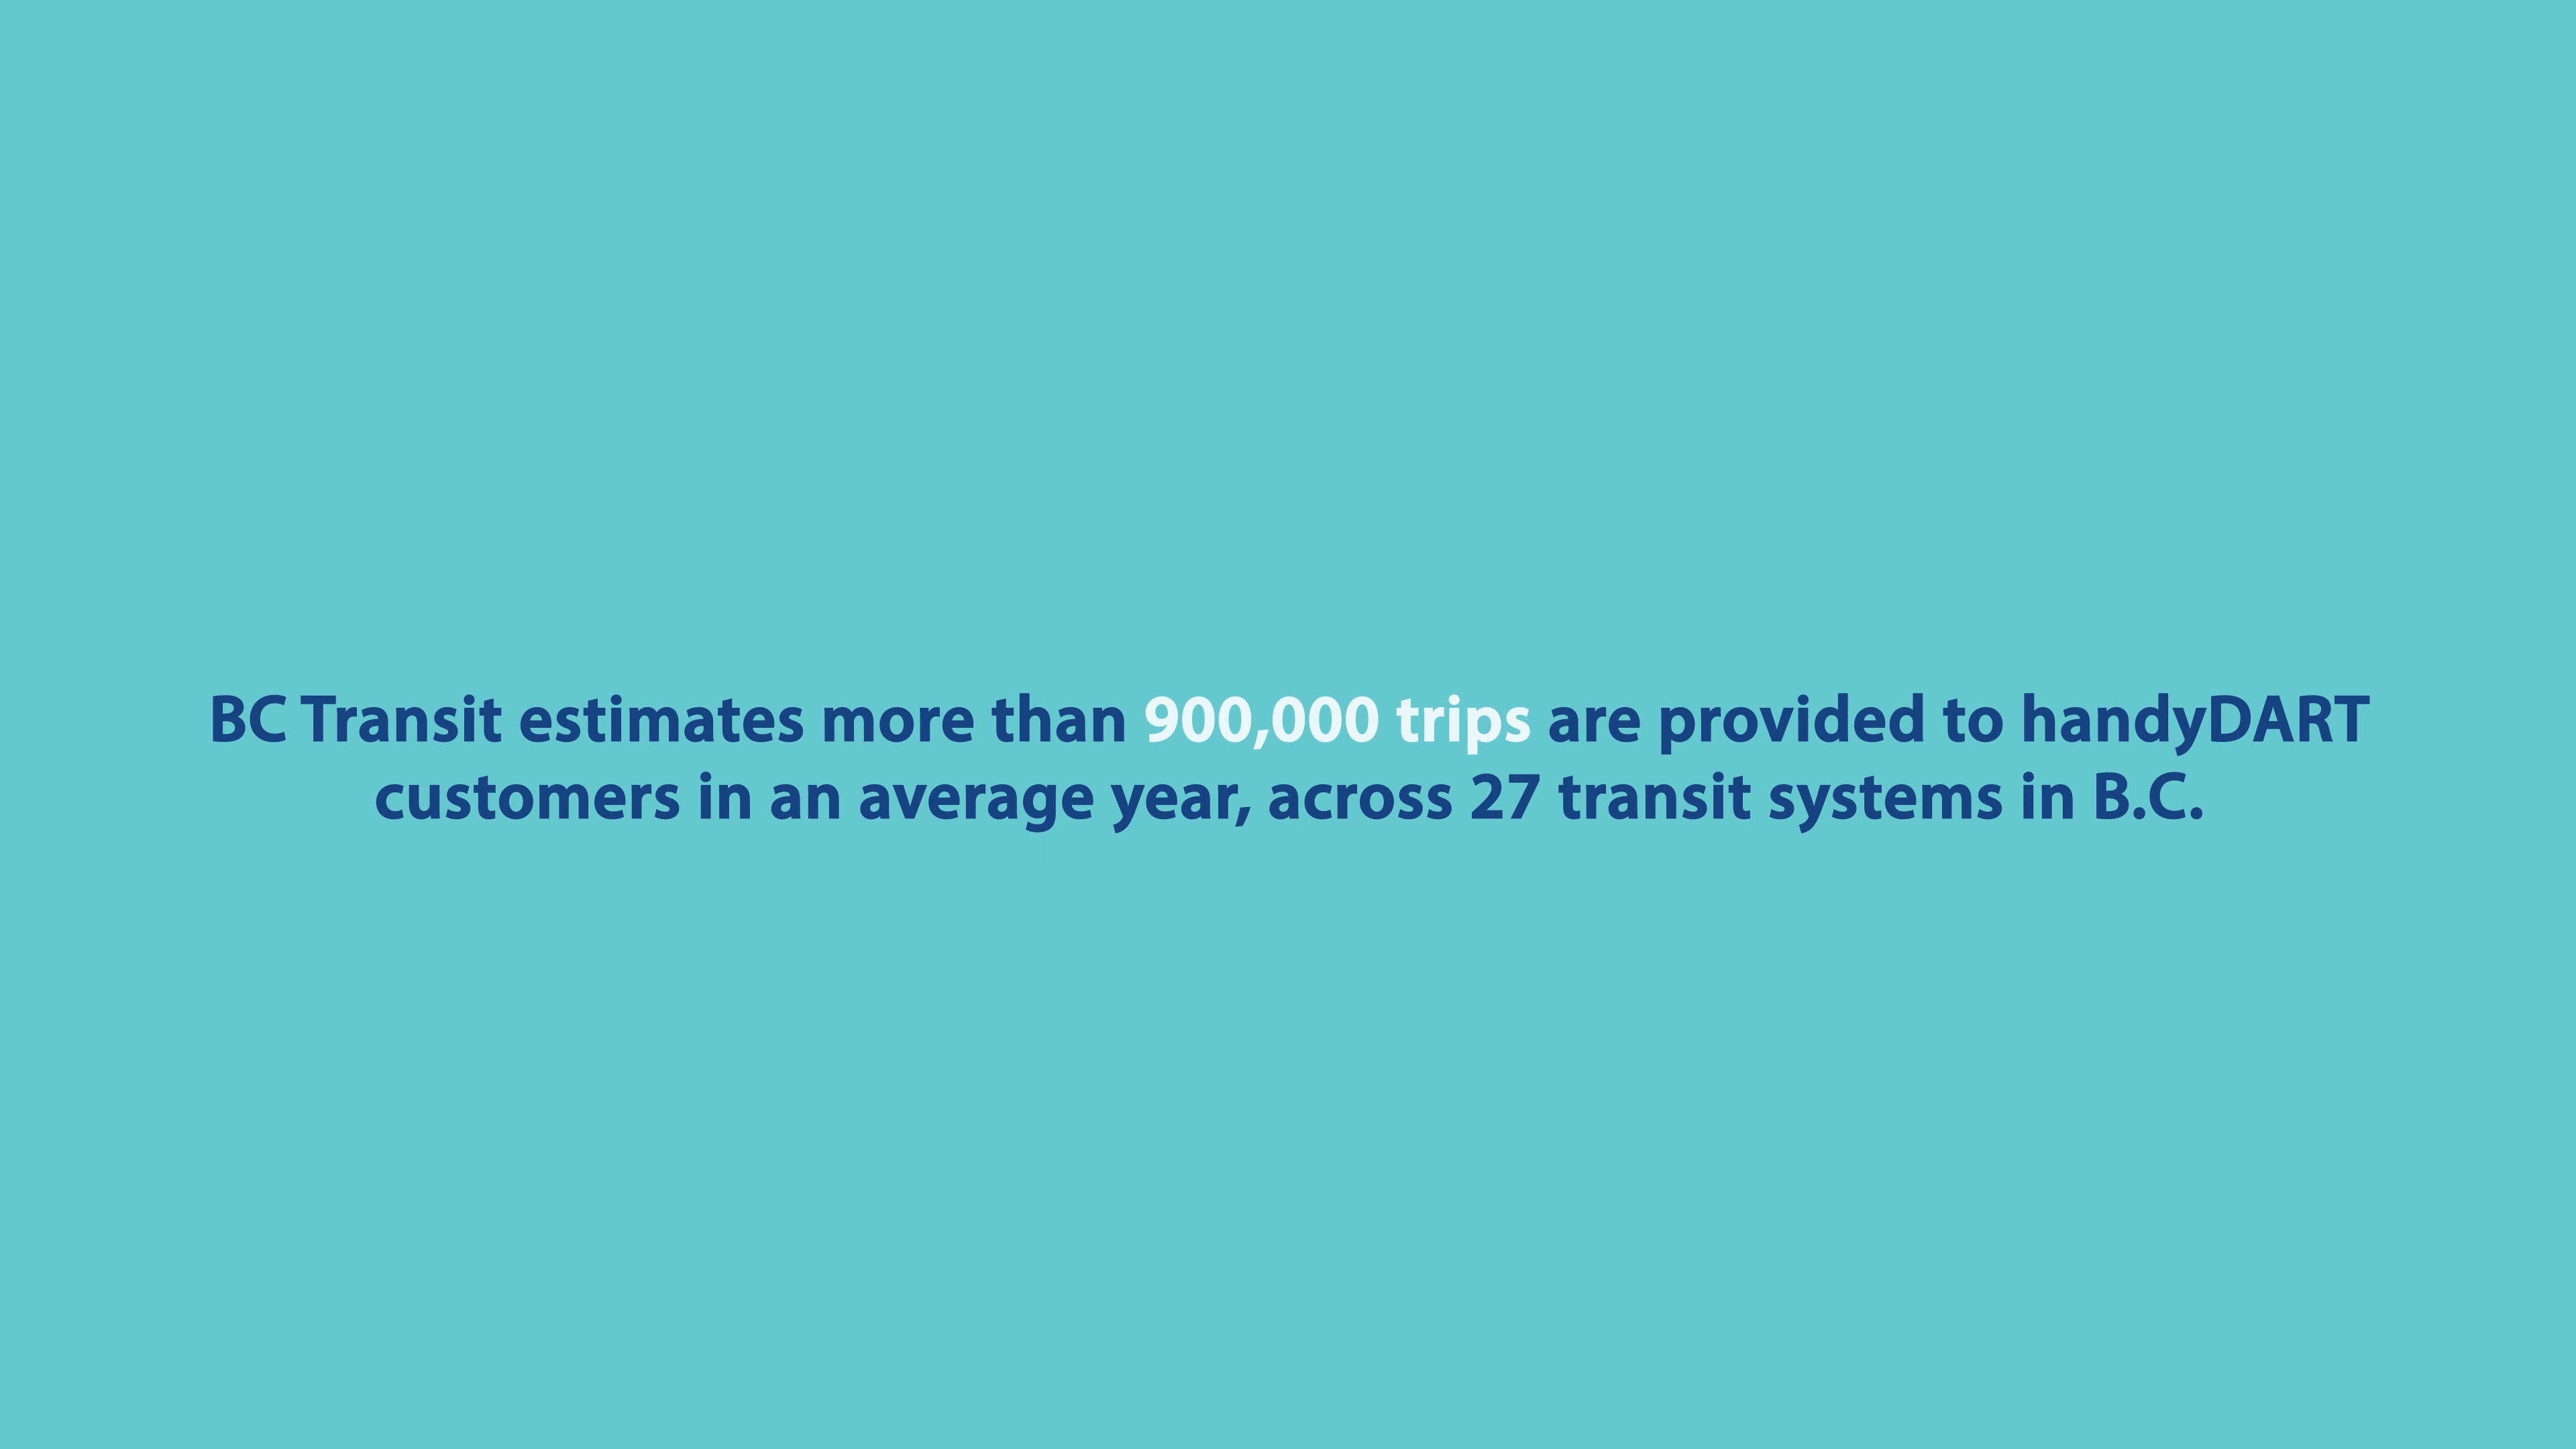 BC Transit estimates more than 900,000 trips are provided to handyDART
customers in an average year, across 27 transit systems in B.C.